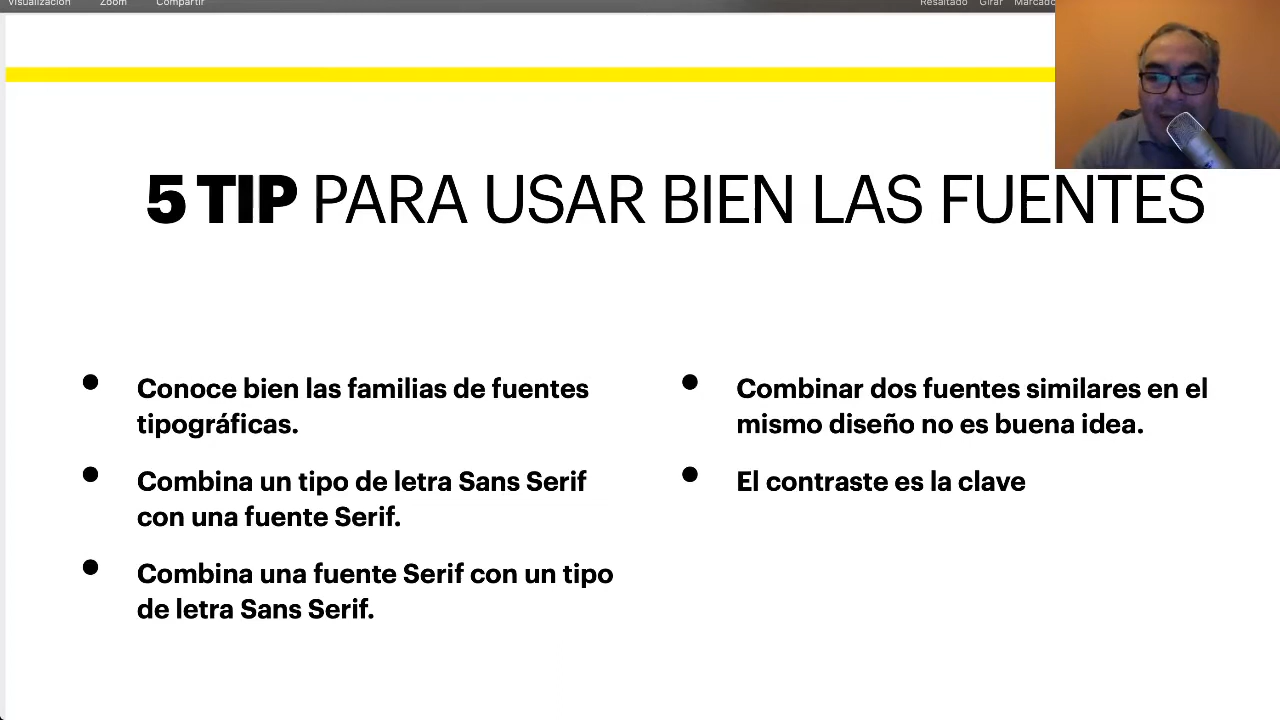 Visualización Zoom Compartir Resaltado Girar
5 TIP PARA USAR BIEN LAS FUENTES
Conoce bien las familias de fuentes
tipográficas.
Combina un tipo de letra Sans Serif
con una fuente Serif.
Combina una fuente Serif con un tipo
de letra Sans Serif.
Combinar dos fuentes similares en el
mismo diseño no es buena idea.
El contraste es la clave